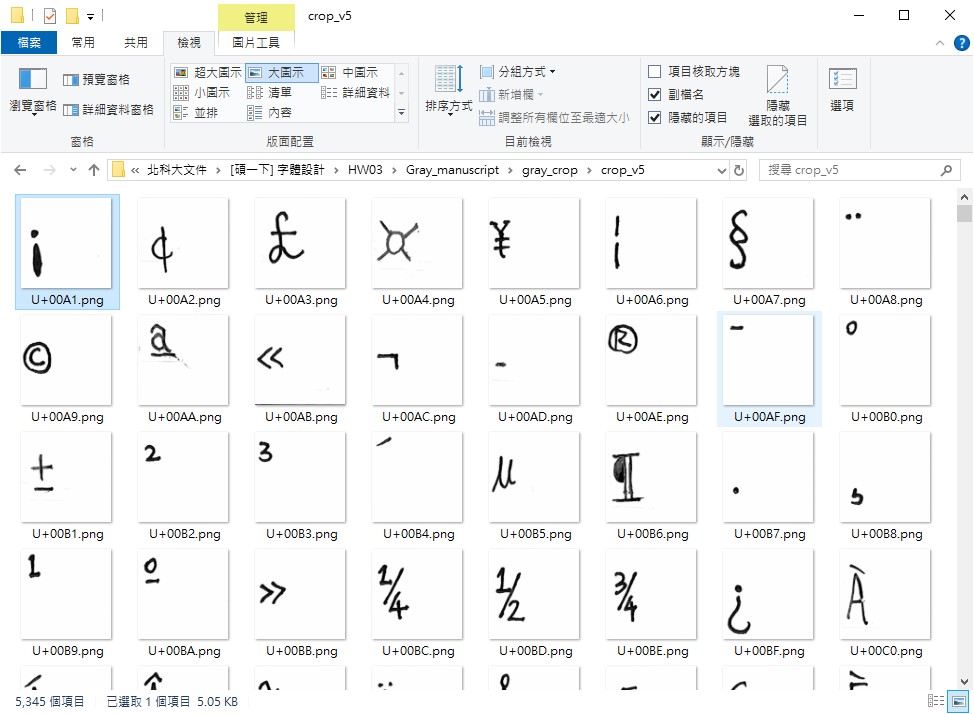 管理
crop_v5
檔案
常用
共用
檢視
圖片工具
瀏覽窗格
預覽窗格
詳細資料窗格
窗格
超大圖示
大圖示
中圖示
小圖示
清單
詳細資料
並排
內容
版面配置
排序方式
分組方式
新增欄
調整所有欄位至最適大小
目前檢視
項目核取方塊
副檔名
隱藏的項目
隱藏
選取的項目
顯示/隱藏
選項
« 北科大文件 › [頭一下] 字體設計 › HW03 › Gray_manuscript › gray_crop › crop_v5
搜尋 crop_v5
¡ ¢ £ ¤ ¥ ¦ § ¨
U+00A1.png U+00A2.png U+00A3.png U+00A4.png U+00A5.png U+00A6.png U+00A7.png U+00A8.png
© ª « ¬ - ® ¯ °
U+00A9.png U+00AA.png U+00AB.png U+00AC.png U+00AD.png U+00AE.png U+00AF.png U+00B0.png
± ² ³ ´ µ ¶ · ¸
U+00B1.png U+00B2.png U+00B3.png U+00B4.png U+00B5.png U+00B6.png U+00B7.png U+00B8.png
¹ º » ¼ ½ ¾ ¿ À
U+00B9.png U+00BA.png U+00BB.png U+00BC.png U+00BD.png U+00BE.png U+00BF.png U+00C0.png
5,345 個項目
已選取 1 個項目 5.05 KB